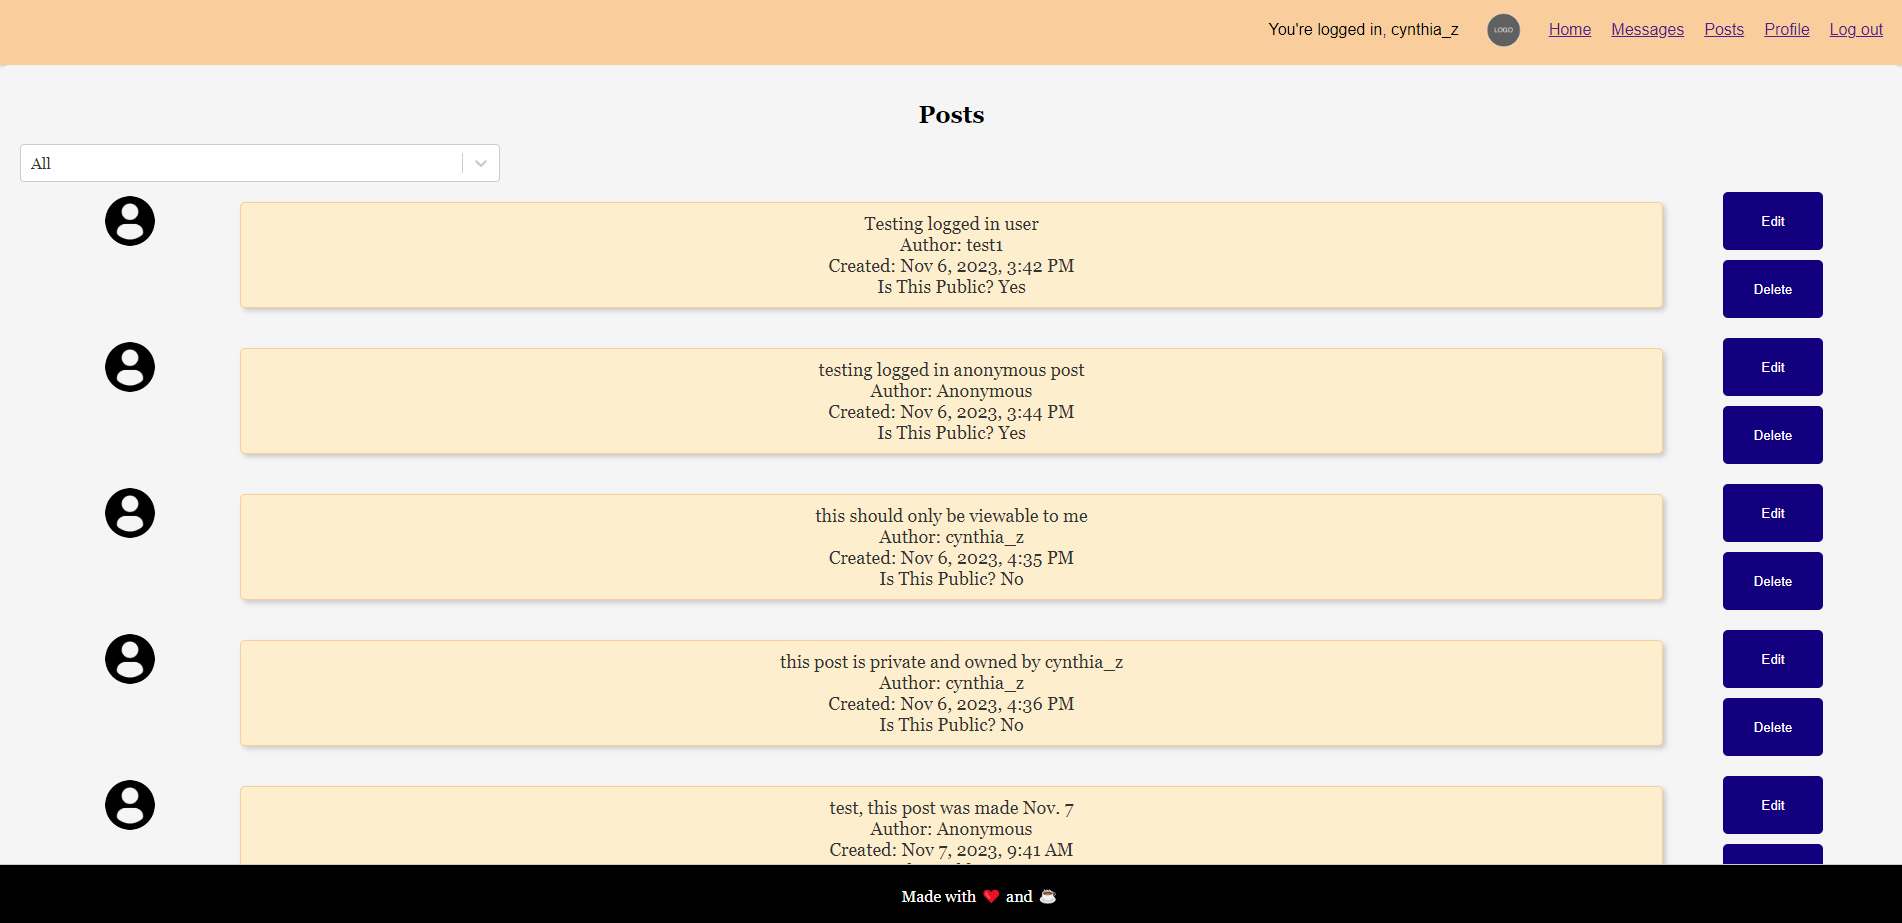 You're logged in, cynthia_z LOGO Home Messages Posts Profile Log out
Posts
All
Testing logged in user
Author: test1
Created: Nov 6, 2023, 3:42 PM
Is This Public? Yes
Edit
Delete
testing logged in anonymous post
Author: Anonymous
Created: Nov 6, 2023, 3:44 PM
Is This Public? Yes
Edit
Delete
this should only be viewable to me
Author: cynthia_z
Created: Nov 6, 2023, 4:35 PM
Is This Public? No
Edit
Delete
this post is private and owned by cynthia_z
Author: cynthia_z
Created: Nov 6, 2023, 4:36 PM
Is This Public? No
Edit
Delete
test, this post was made Nov. 7
Author: Anonymous
Created: Nov 7, 2023, 9:41 AM
Edit
Made with ❤️ and ☕